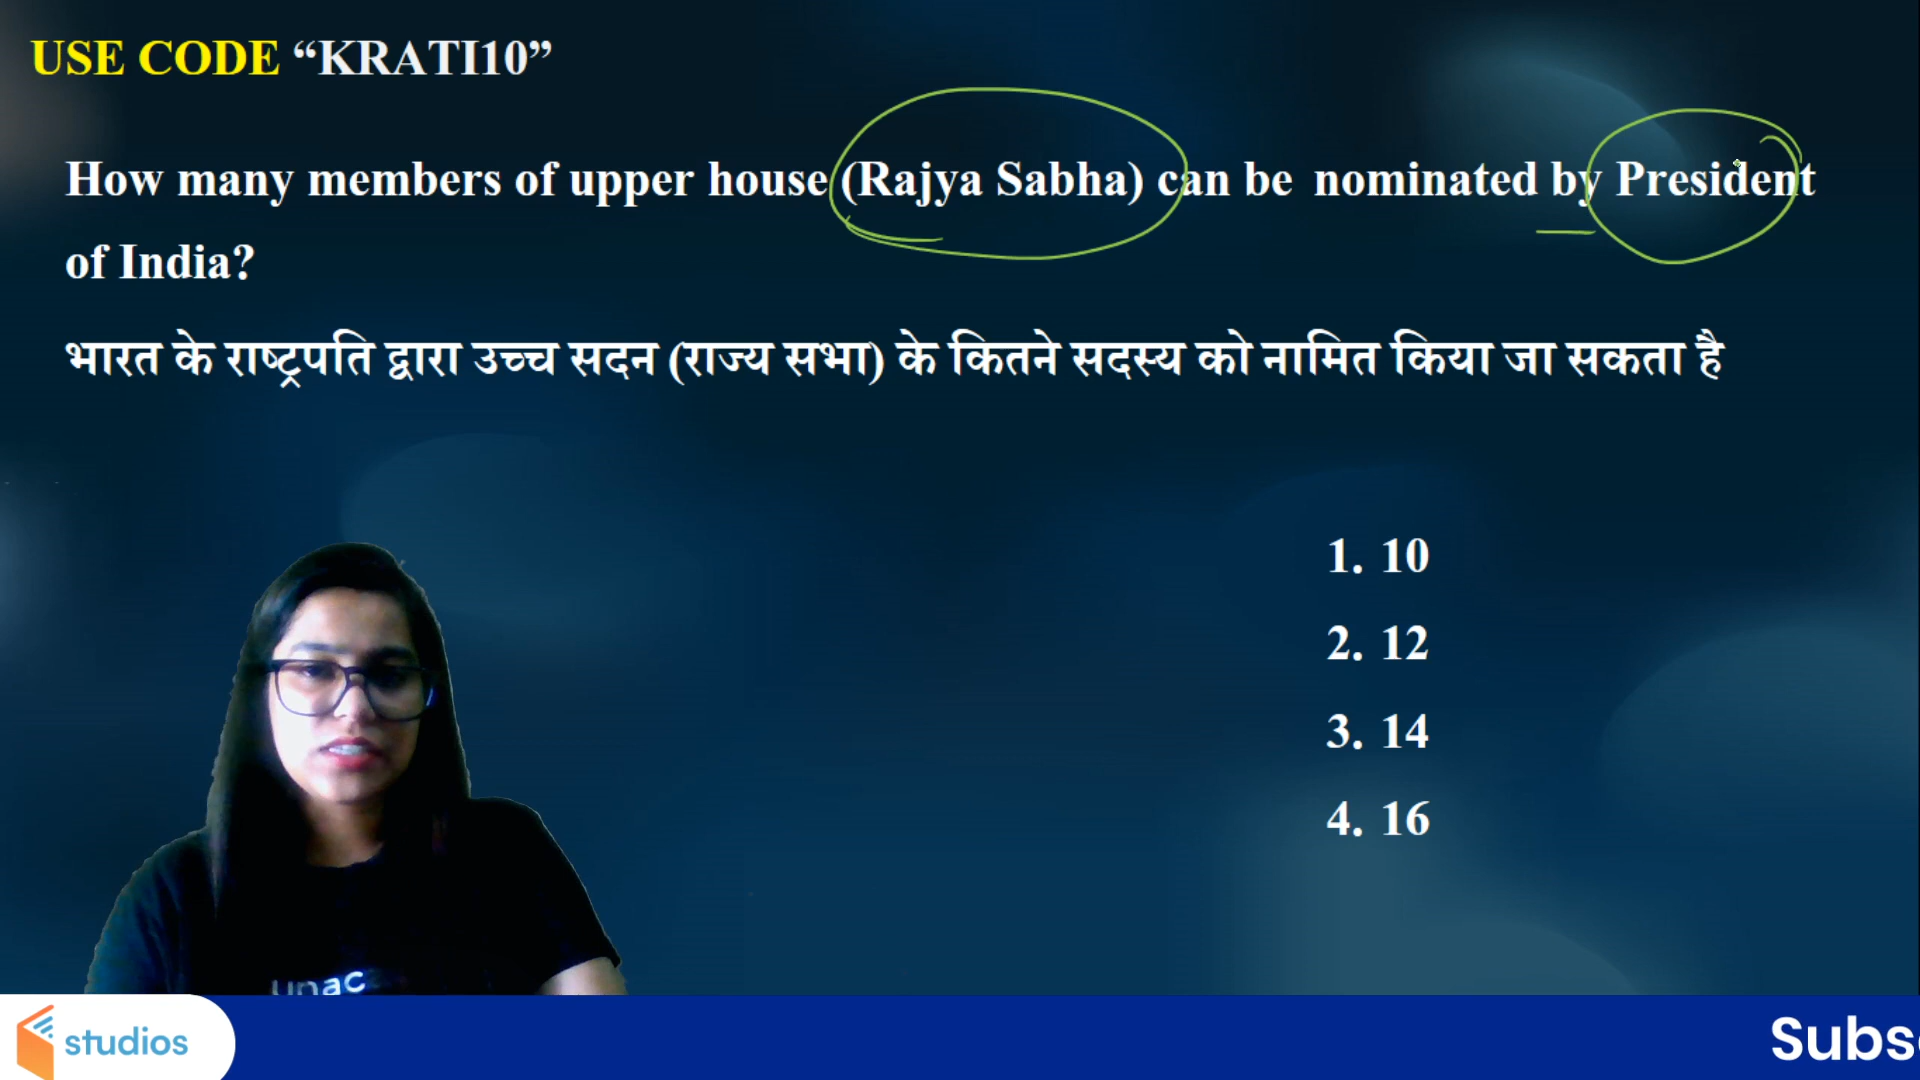 USE CODE “KRATI10”
How many members of upper house (Rajya Sabha) can be nominated by President
of India?
भारत के राष्ट्रपति द्वारा उच्च सदन (राज्य सभा) के कितने सदस्य को नामित किया जा सकता है
1. 10
2. 12
3. 14
4. 16
unac
studios
Subs